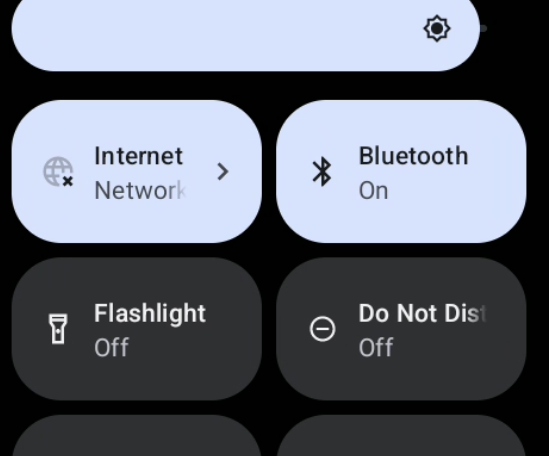 Internet
Network
Bluetooth
On
Flashlight
Off
Do Not Dist
Off